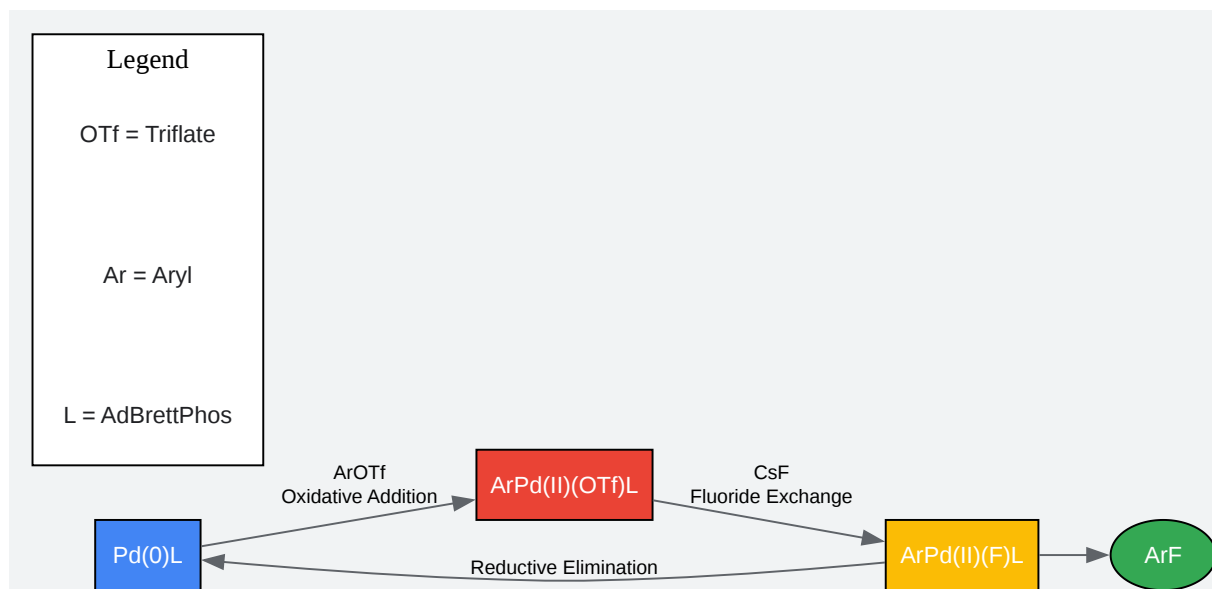 Legend
OTf = Triflate
Ar = Aryl
L = AdBrettPhos
ArOTf
Oxidative Addition
ArPd(II)(OTf)L
CsF
Fluoride Exchange
Pd(0)L
Reductive Elimination
ArPd(II)(F)L
ArF